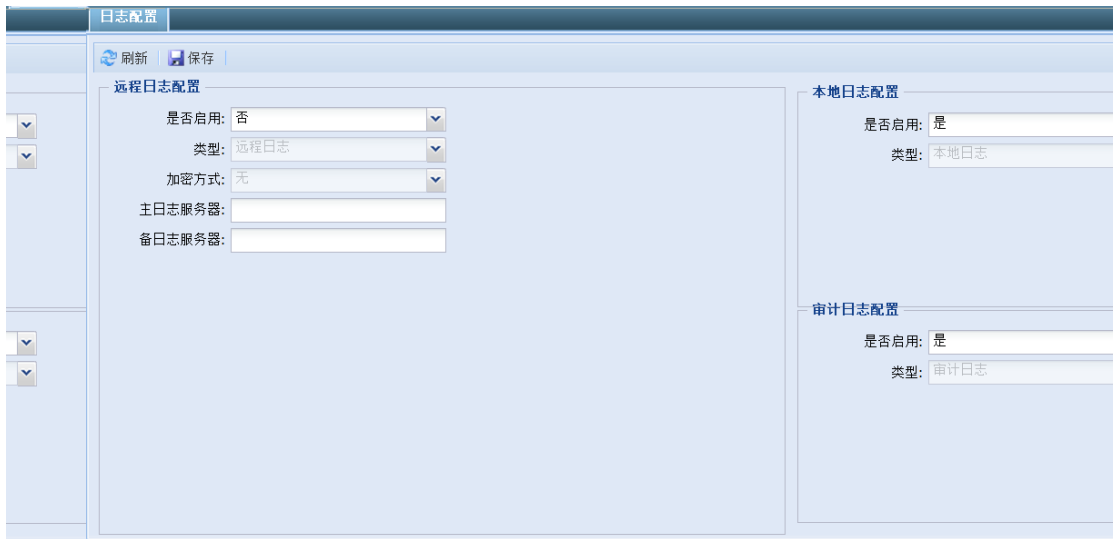 日志配置
刷新 保存
远程日志配置
是否启用: 否
类型: 远程日志
加密方式: 无
主日志服务器:
备日志服务器:
本地日志配置
是否启用: 是
类型: 本地日志
审计日志配置
是否启用: 是
类型: 审计日志